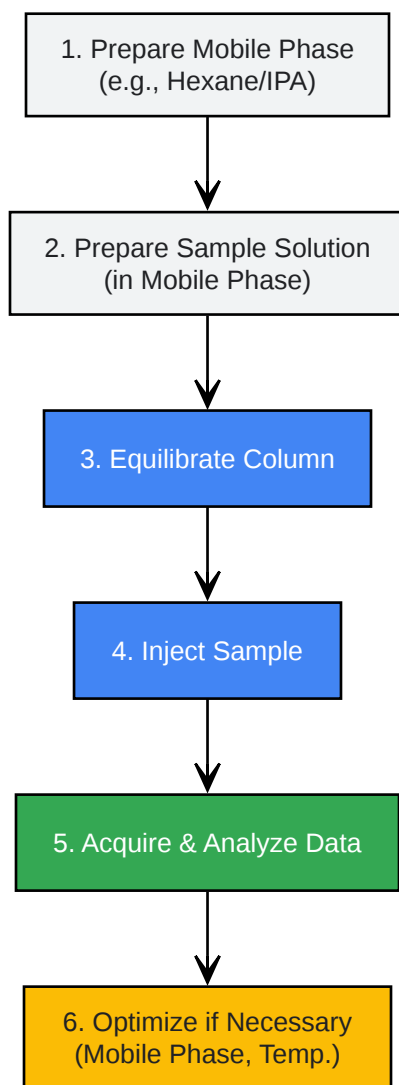 1. Prepare Mobile Phase
(e.g., Hexane/IPA)
2. Prepare Sample Solution
(in Mobile Phase)
3. Equilibrate Column
4. Inject Sample
5. Acquire & Analyze Data
6. Optimize if Necessary
(Mobile Phase, Temp.)